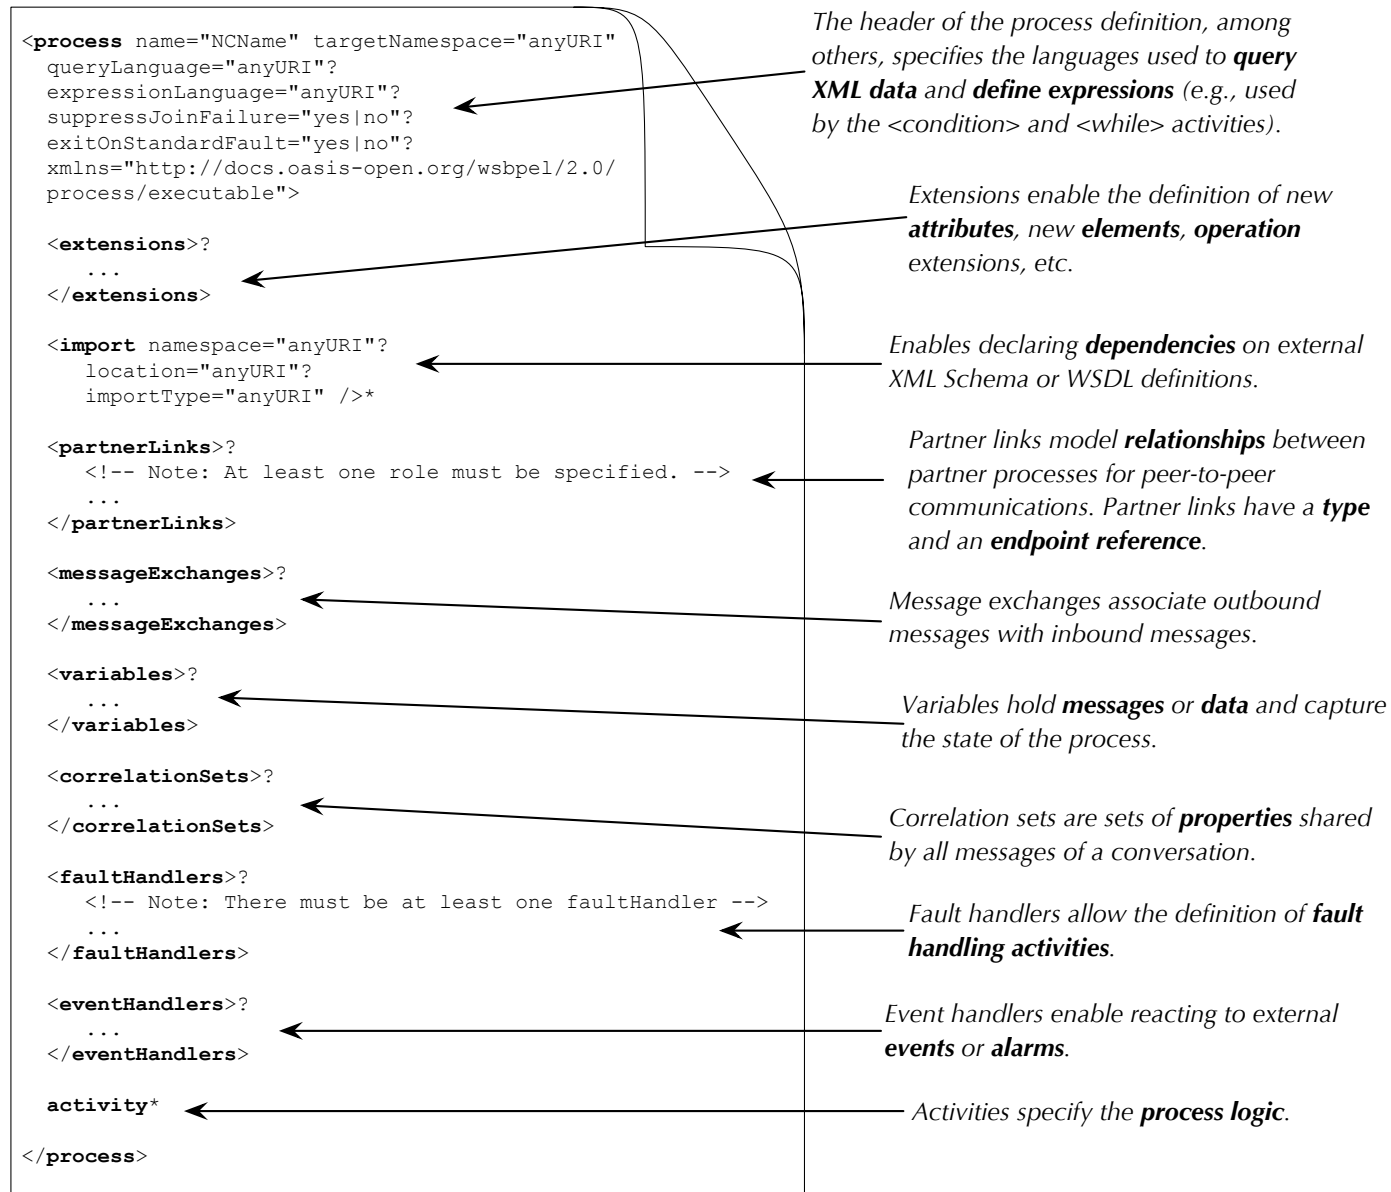 <process name="NCName" targetNamespace="anyURI"
queryLanguage="anyURI"?
expressionLanguage="anyURI"?
suppressJoinFailure="yes|no"?
exitOnStandardFault="yes|no"?
xmlns="http://docs.oasis-open.org/wsbpel/2.0/
process/executable">
<extensions>?
...
</extensions>
<import namespace="anyURI"?
location="anyURI"?
importType="anyURI" />*
<partnerLinks>?
<!-- Note: At least one role must be specified. -->
...
</partnerLinks>
<messageExchanges>?
...
</messageExchanges>
<variables>?
...
</variables>
<correlationSets>?
...
</correlationSets>
<faultHandlers>?
<!-- Note: There must be at least one faultHandler -->
...
</faultHandlers>
<eventHandlers>?
...
</eventHandlers>
activity*
</process>
The header of the process definition, among
others, specifies the languages used to query
XML data and define expressions (e.g., used
by the <condition> and <while> activities).
Extensions enable the definition of new
attributes, new elements, operation
extensions, etc.
Enables declaring dependencies on external
XML Schema or WSDL definitions.
Partner links model relationships between
partner processes for peer-to-peer
communications. Partner links have a type
and an endpoint reference.
Message exchanges associate outbound
messages with inbound messages.
Variables hold messages or data and capture
the state of the process.
Correlation sets are sets of properties shared
by all messages of a conversation.
Fault handlers allow the definition of fault
handling activities.
Event handlers enable reacting to external
events or alarms.
Activities specify the process logic.